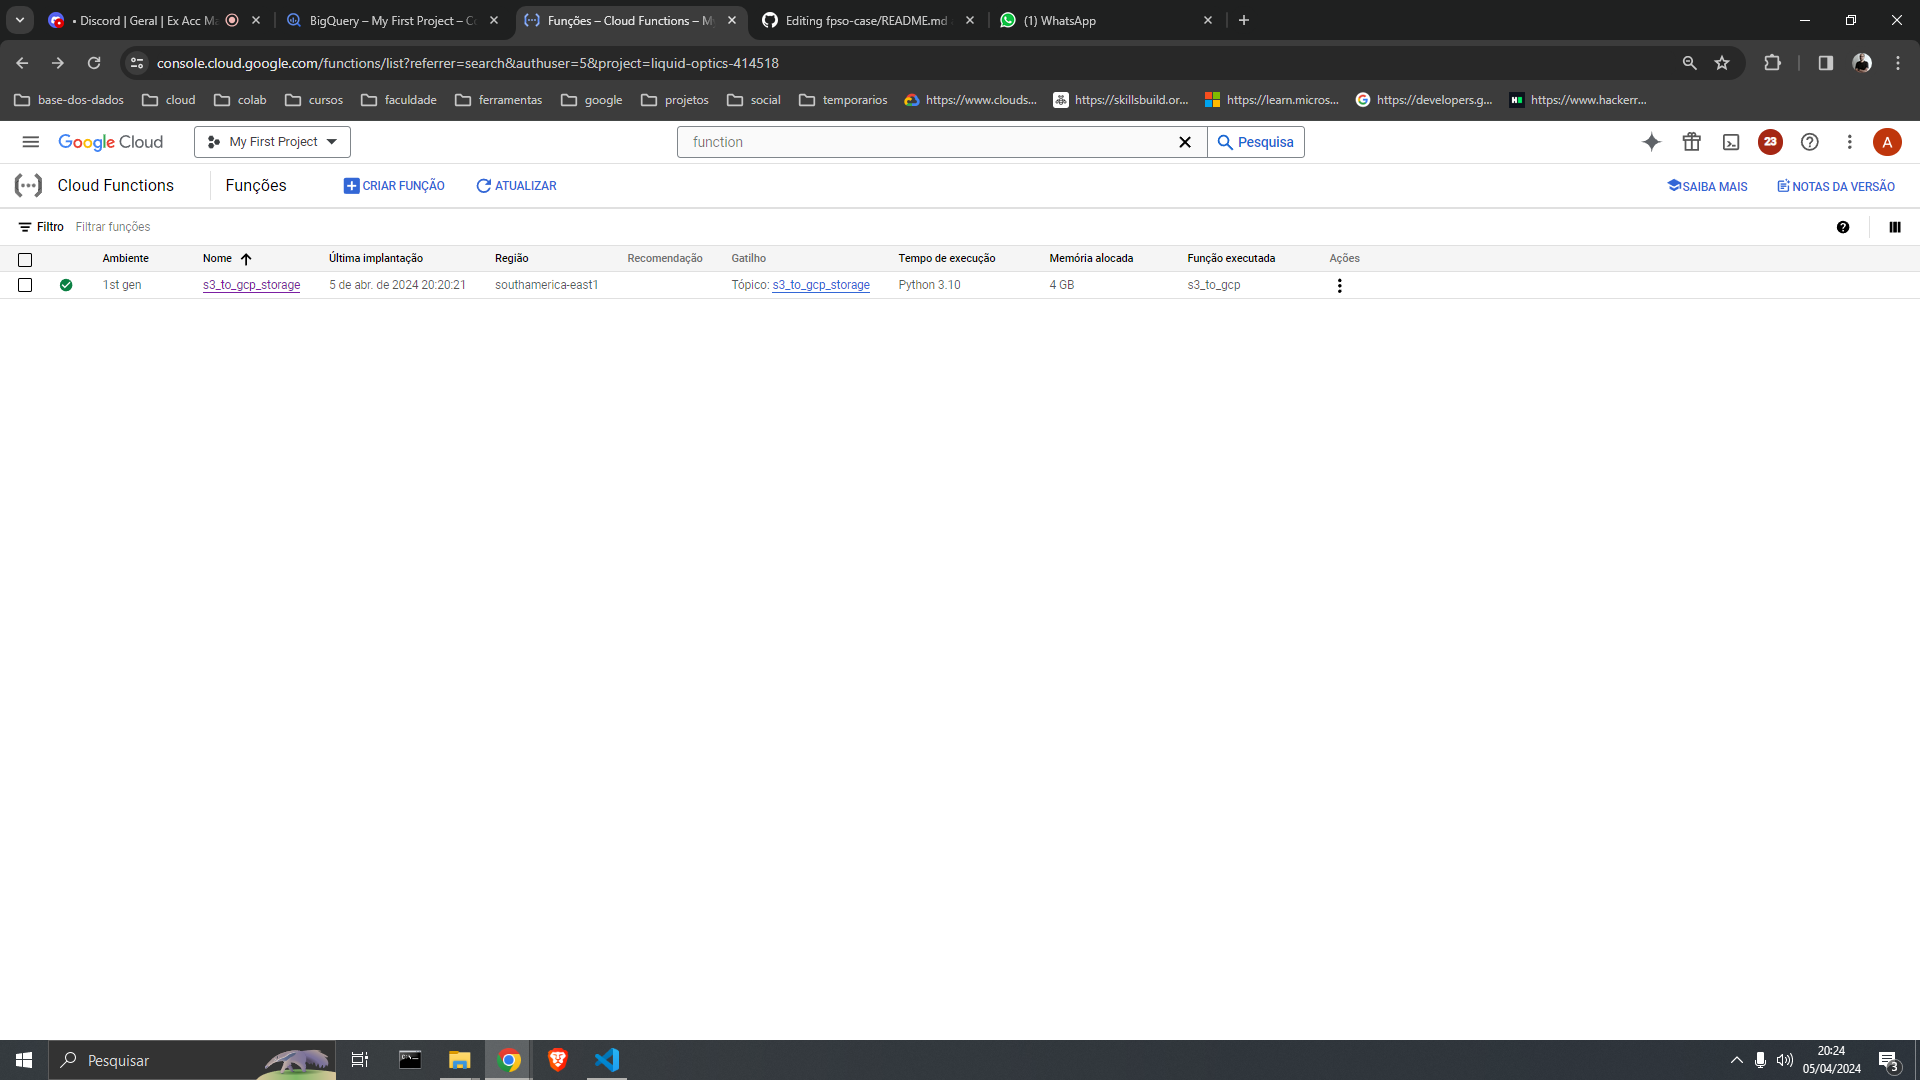 • Discord | Geral | Ex Acc Ma
BigQuery – My First Project – Co
Funções – Cloud Functions – My
Editing fpso-case/README.md
(1) WhatsApp
console.cloud.google.com/functions/list?referrer=search&authuser=5&project=liquid-optics-414518
base-dos-dados
cloud
colab
cursos
faculdade
ferramentas
google
projetos
social
temporarios
https://www.clouds...
https://skillsbuild.or...
https://learn.micros...
https://developers.g...
https://www.hackerr...
Google Cloud
My First Project
function
Pesquisa
23
A
Cloud Functions
Funções
CRIAR FUNÇÃO
ATUALIZAR
SAIBA MAIS
NOTAS DA VERSÃO
Filtro Filtrar funções
Ambiente Nome Última implantação Região Recomendação Gatilho Tempo de execução Memória alocada Função executada Ações
1st gen s3_to_gcp_storage 5 de abr. de 2024 20:20:21 southamerica-east1 Tópico: s3_to_gcp_storage Python 3.10 4 GB s3_to_gcp
Pesquisar
20:24
05/04/2024
3